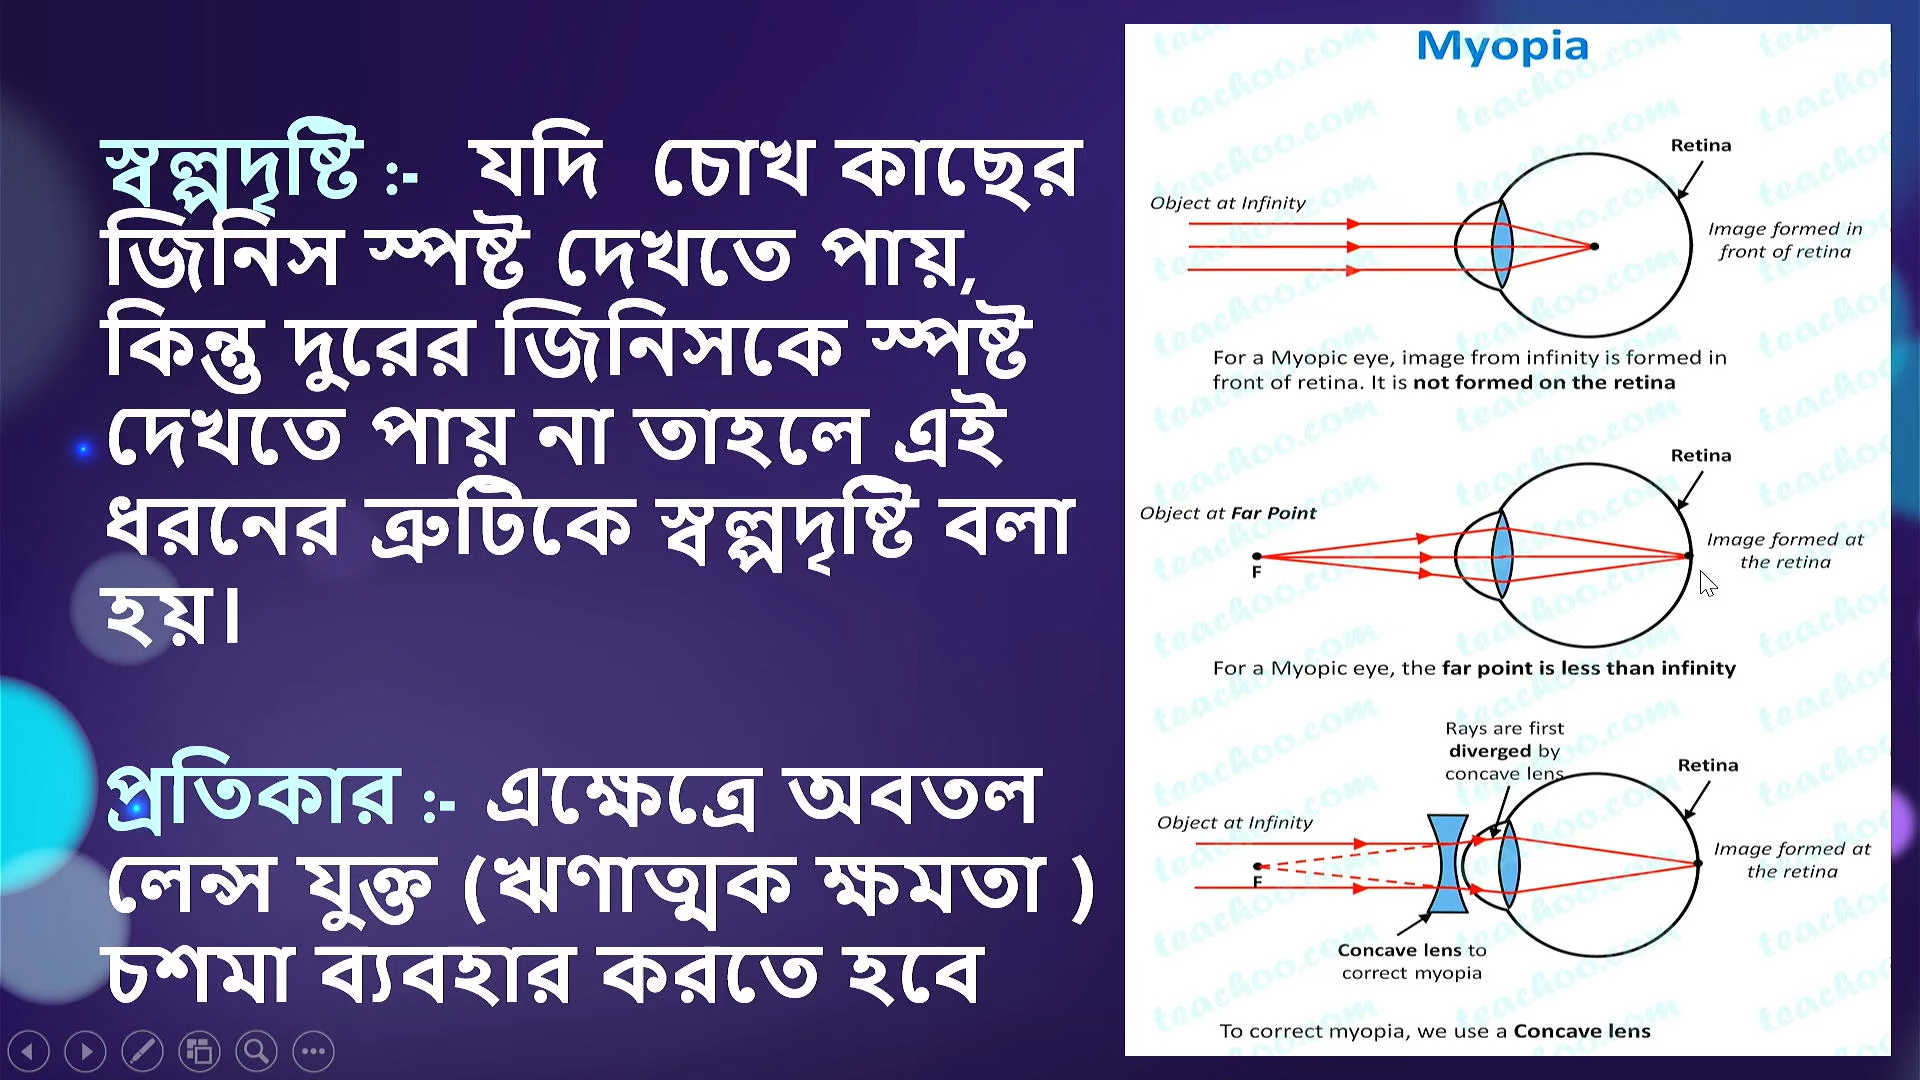 স্বল্পদৃষ্টি :- যদি চোখ কাছের
জিনিস স্পষ্ট দেখতে পায়,
কিন্তু দুরের জিনিসকে স্পষ্ট
দেখতে পায় না তাহলে এই
ধরনের ত্রুটিকে স্বল্পদৃষ্টি বলা
হয়।
প্রতিকার :- এক্ষেত্রে অবতল
লেন্স যুক্ত (ঋণাত্মক ক্ষমতা )
চশমা ব্যবহার করতে হবে
Myopia
Retina
Object at Infinity
Image formed in
front of retina
For a Myopic eye, image from infinity is formed in
front of retina. It is not formed on the retina
Retina
Object at Far Point
F
Image formed at
the retina
For a Myopic eye, the far point is less than infinity
Rays are first
diverged by
concave lens
Retina
Object at Infinity
F
Image formed at
the retina
Concave lens to
correct myopia
To correct myopia, we use a Concave lens
teachoo.com